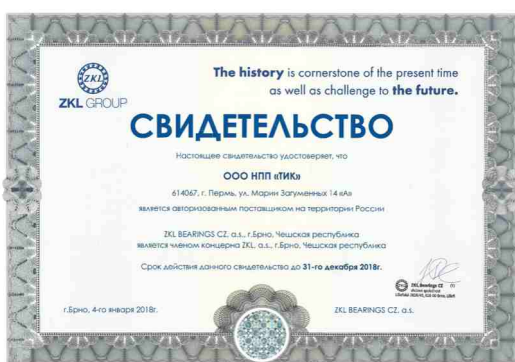 ZKL
ZKL GROUP
The history is cornerstone of the present time
as well as challenge to the future.
СВИДЕТЕЛЬСТВО
Настоящее свидетельство удостоверяет, что
ООО НПП «ТИК»
614067, г. Пермь, ул. Марии Загуменных 14 «А»
является авторизованным поставщиком на территории России
ZKL BEARINGS CZ, a.s., г.Брно, Чешская республика
является членом концерна ZKL, a.s., г.Брно, Чешская республика
Срок действия данного свидетельства до 31-го декабря 2018г.
ZKL Bearings CZ
г.Брно, 4-го января 2018г.
ZKL BEARINGS CZ, a.s.